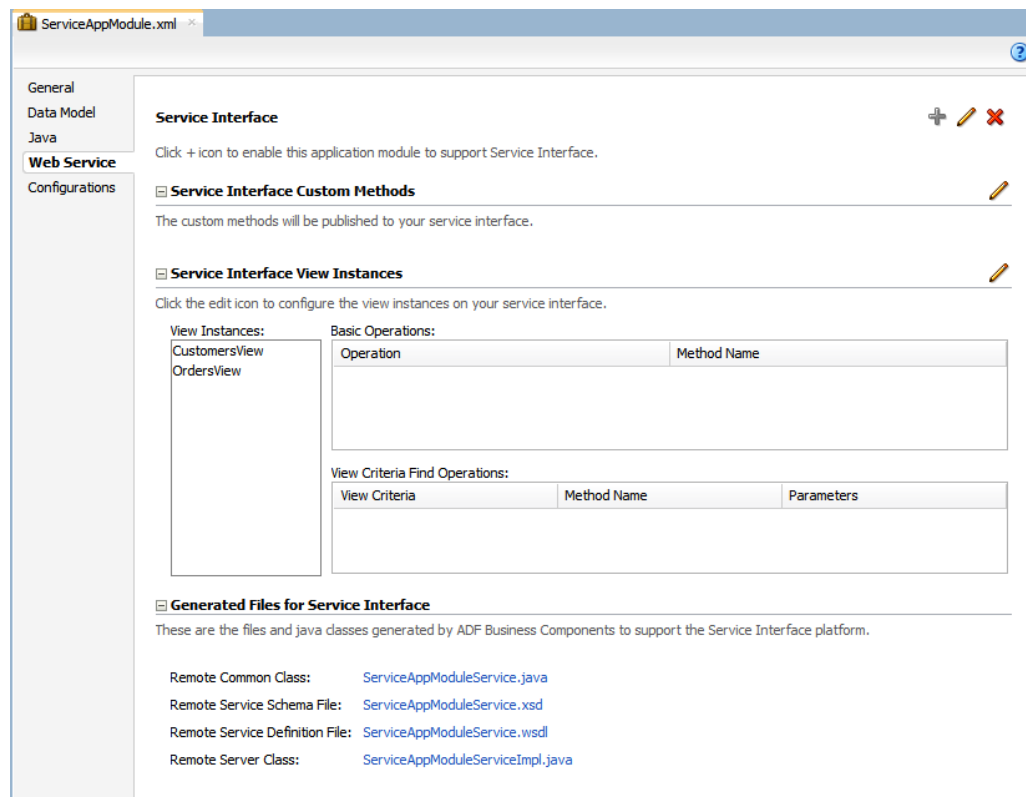 ServiceAppModule.xml
General
Data Model
Java
Web Service
Configurations
Service Interface
Click + icon to enable this application module to support Service Interface.
Service Interface Custom Methods
The custom methods will be published to your service interface.
Service Interface View Instances
Click the edit icon to configure the view instances on your service interface.
View Instances:
CustomersView
OrdersView
Basic Operations:
Operation Method Name
View Criteria Find Operations:
View Criteria Method Name Parameters
Generated Files for Service Interface
These are the files and java classes generated by ADF Business Components to support the Service Interface platform.
Remote Common Class: ServiceAppModuleService.java
Remote Service Schema File: ServiceAppModuleService.xsd
Remote Service Definition File: ServiceAppModuleService.wsdl
Remote Server Class: ServiceAppModuleServiceImpl.java